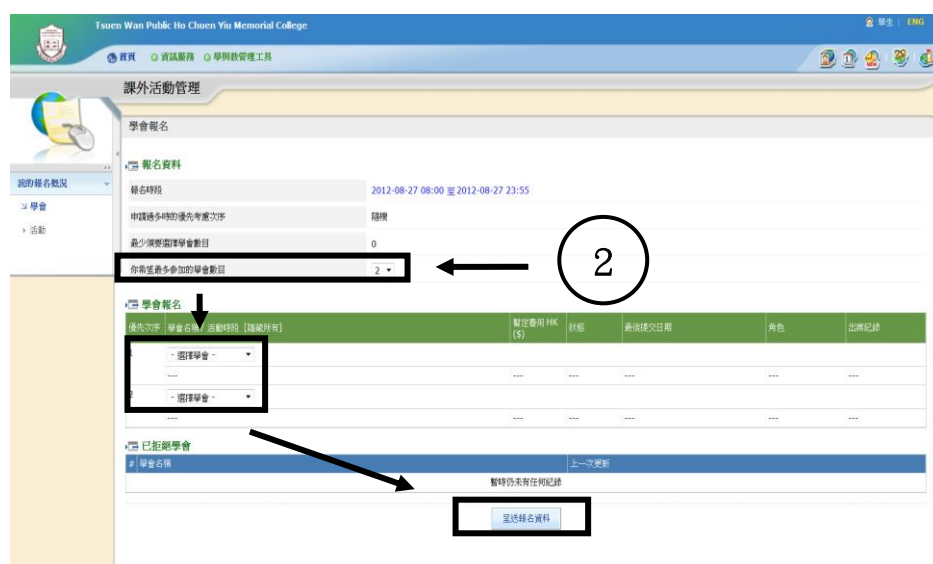 Tsuen Wan Public Ho Chuen Yiu Memorial College
學生 | ENG
首頁 資訊服務 學與教管理工具
課外活動管理
學會報名
報名資料
我的報名概況
學會
活動
報名時段 2012-08-27 08:00 至 2012-08-27 23:55
申請過多時的優先考慮次序 隨機
最少須要選擇學會數目 0
你希望最多參加的學會數目 2
2
學會報名
優先次序 學會名稱 / 活動時段 [隱藏所有] 暫定費用 HK ($) 狀態 最後提交日期 角色 出席紀錄
1 - 選擇學會 -
--- --- --- --- --- ---
2 - 選擇學會 -
--- --- --- --- --- ---
已拒絕學會
# 學會名稱 上一次更新
暫時仍未有任何紀錄
呈送報名資料